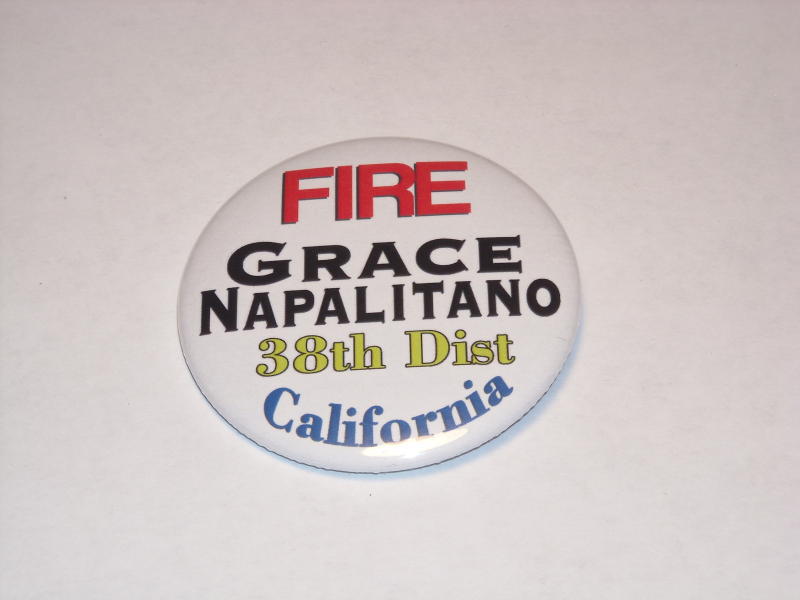 FIRE
GRACE
NAPALITANO
38th Dist
California